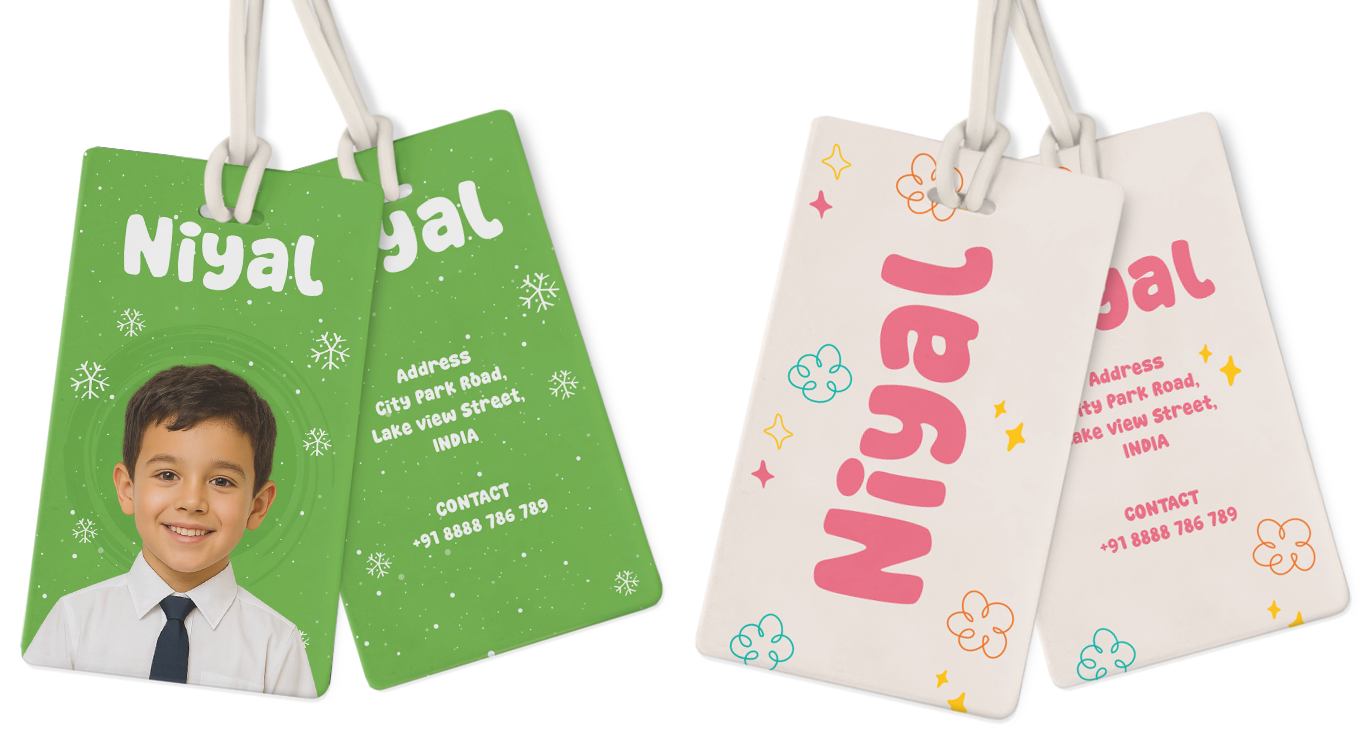 Niyal
yal
Address
City Park Road,
Lake view Street,
INDIA
CONTACT
+91 8888 786 789
Niyal
yal
Address
ity Park Road,
ake view Street,
INDIA
CONTACT
+91 8888 786 789